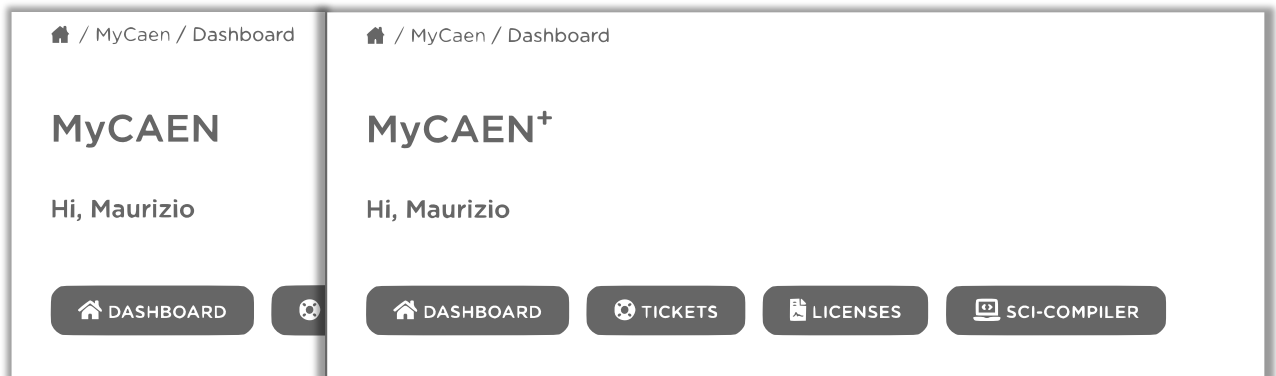 / MyCaen / Dashboard
MyCAEN
Hi, Maurizio
DASHBOARD
/ MyCaen / Dashboard
MyCAEN⁺
Hi, Maurizio
DASHBOARD TICKETS LICENSES SCI-COMPILER